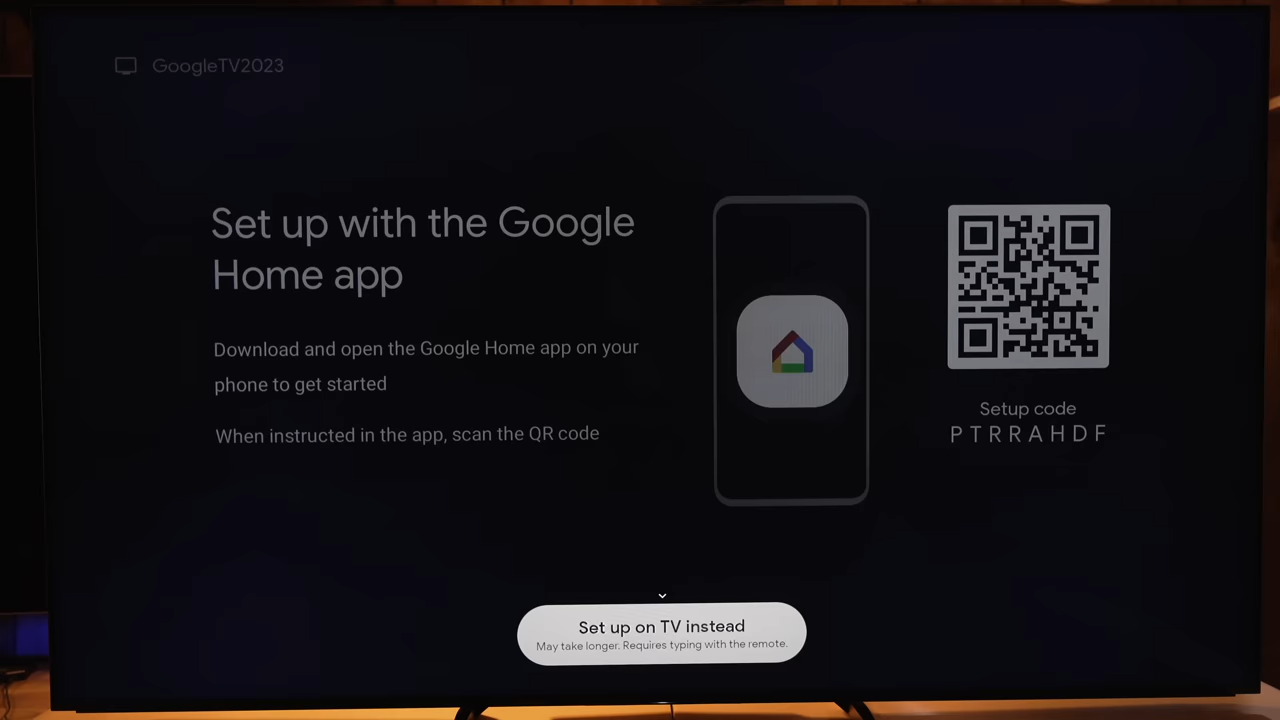 GoogleTV2023
Set up with the Google
Home app
Download and open the Google Home app on your
phone to get started
When instructed in the app, scan the QR code
Setup code
PTRRAHDF
Set up on TV instead
May take longer. Requires typing with the remote.